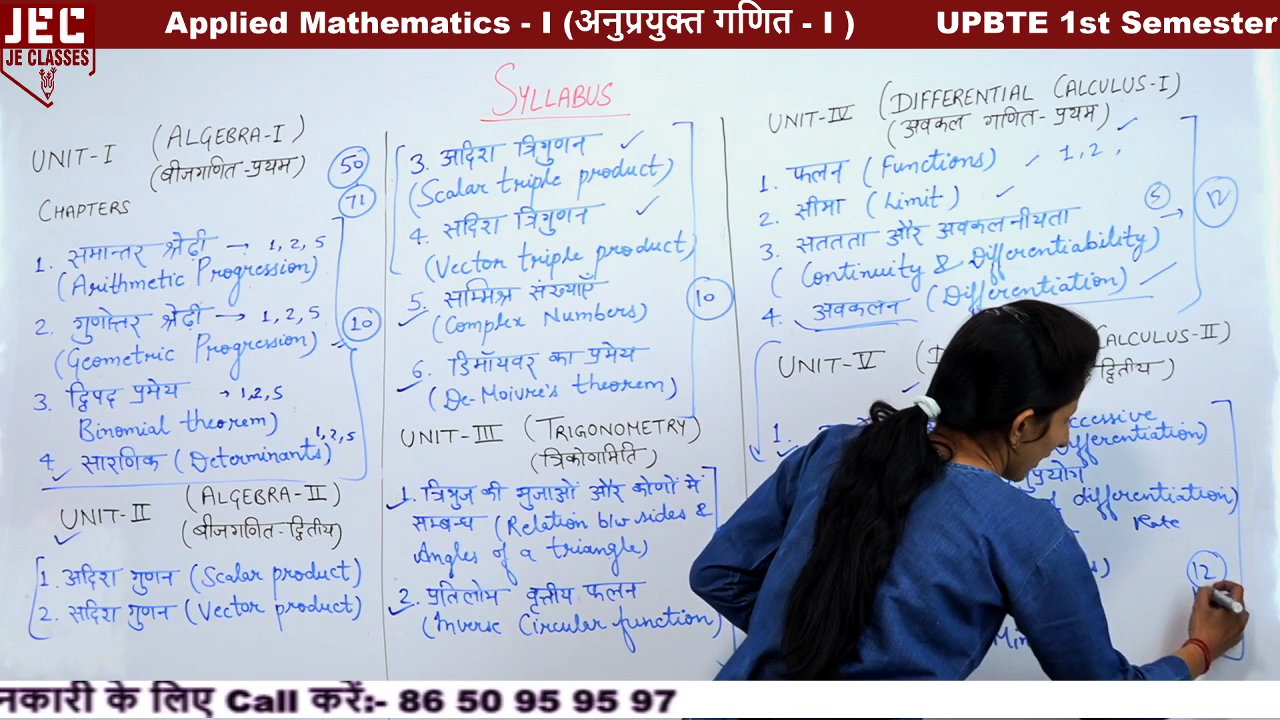 JEC
JE CLASSES
Applied Mathematics - I (अनुप्रयुक्त गणित - I )
UPBTE 1st Semester
SYLLABUS
UNIT-I (ALGEBRA-I)
(बीजगणित-प्रथम)
50
71
CHAPTERS
1. समान्तर श्रेढ़ी → 1, 2, 5
(Arithmetic Progression)
2. गुणोत्तर श्रेढ़ी → 1, 2, 5
(Geometric Progression)
10
3. द्विपद प्रमेय → 1,2,5
Binomial theorem)
1,2,5
4. सारणिक (Determinants)
UNIT-II (ALGEBRA-II)
(बीजगणित-द्वितीय)
1. अदिश गुणन (Scalar product)
2. सदिश गुणन (Vector product)
3. अदिश त्रिगुणन
(Scalar triple product)
4. सदिश त्रिगुणन
(Vector triple product)
5. सम्मिश्र संख्याएँ
(Complex Numbers)
10
6. डिमॉयवर का प्रमेय
(De-Moivre's theorem)
UNIT-III (TRIGONOMETRY)
(त्रिकोणमिति)
1. त्रिभुज की भुजाओं और कोणों में
सम्बन्ध (Relation b/w sides &
Angles of a triangle)
2. प्रतिलोम वृत्तीय फलन
(Inverse Circular function)
UNIT-IV (DIFFERENTIAL CALCULUS-I)
(अवकल गणित-प्रथम)
1. फलन (Functions) 1, 2,
2. सीमा (Limit)
5
12
3. सततता और अवकलनीयता
(Continuity & Differentiability)
4. अवकलन (Differentiation)
UNIT-V (D CALCULUS-II)
द्वितीय)
1.
ccessive
fferentiation)
प्रयोग
differentiation)
Rate
12
Min
नकारी के लिए Call करें:- 86 50 95 95 97